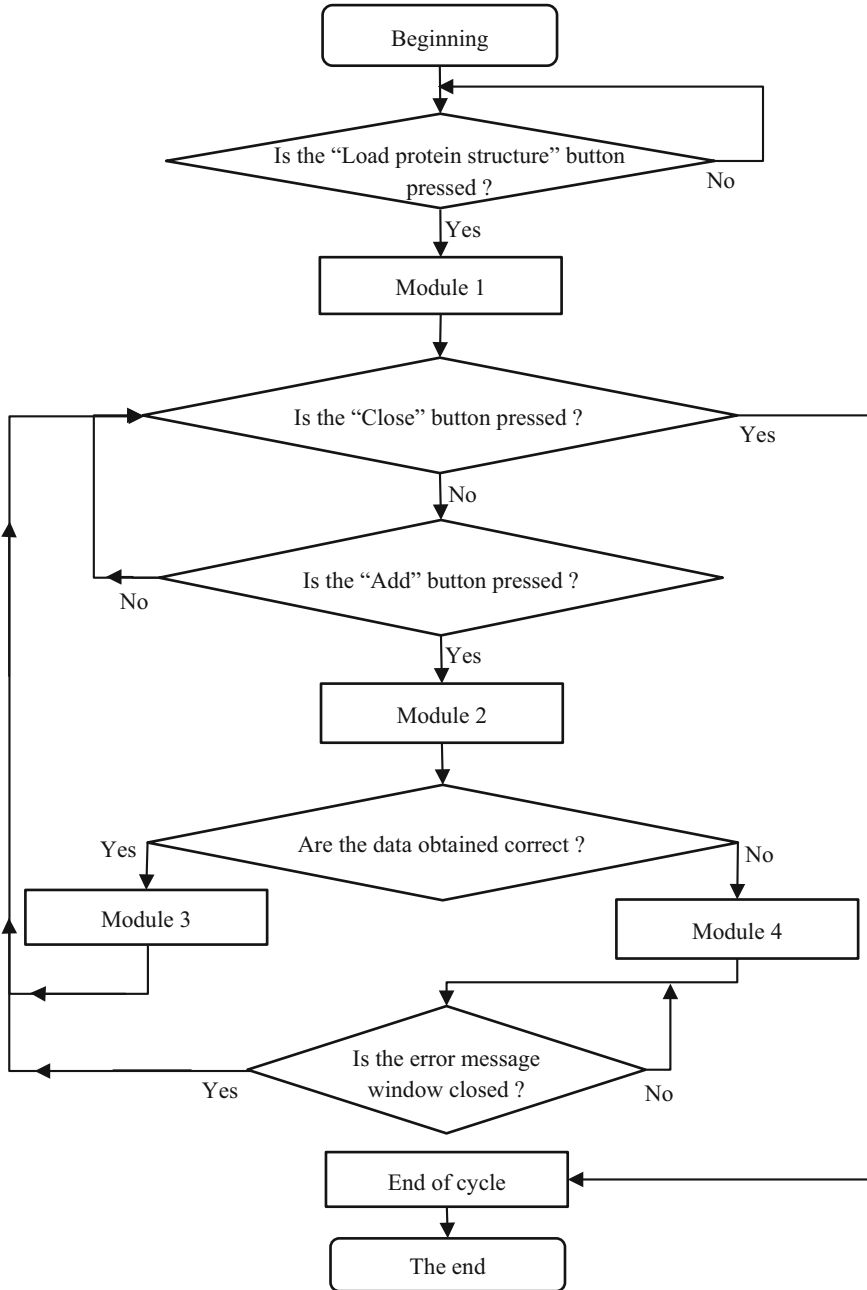 Beginning
Is the “Load protein structure” button
pressed ?
No
Yes
Module 1
Is the “Close” button pressed ?
Yes
No
Is the “Add” button pressed ?
No
Yes
Module 2
Are the data obtained correct ?
Yes
No
Module 3
Module 4
Is the error message
window closed ?
Yes
No
End of cycle
The end